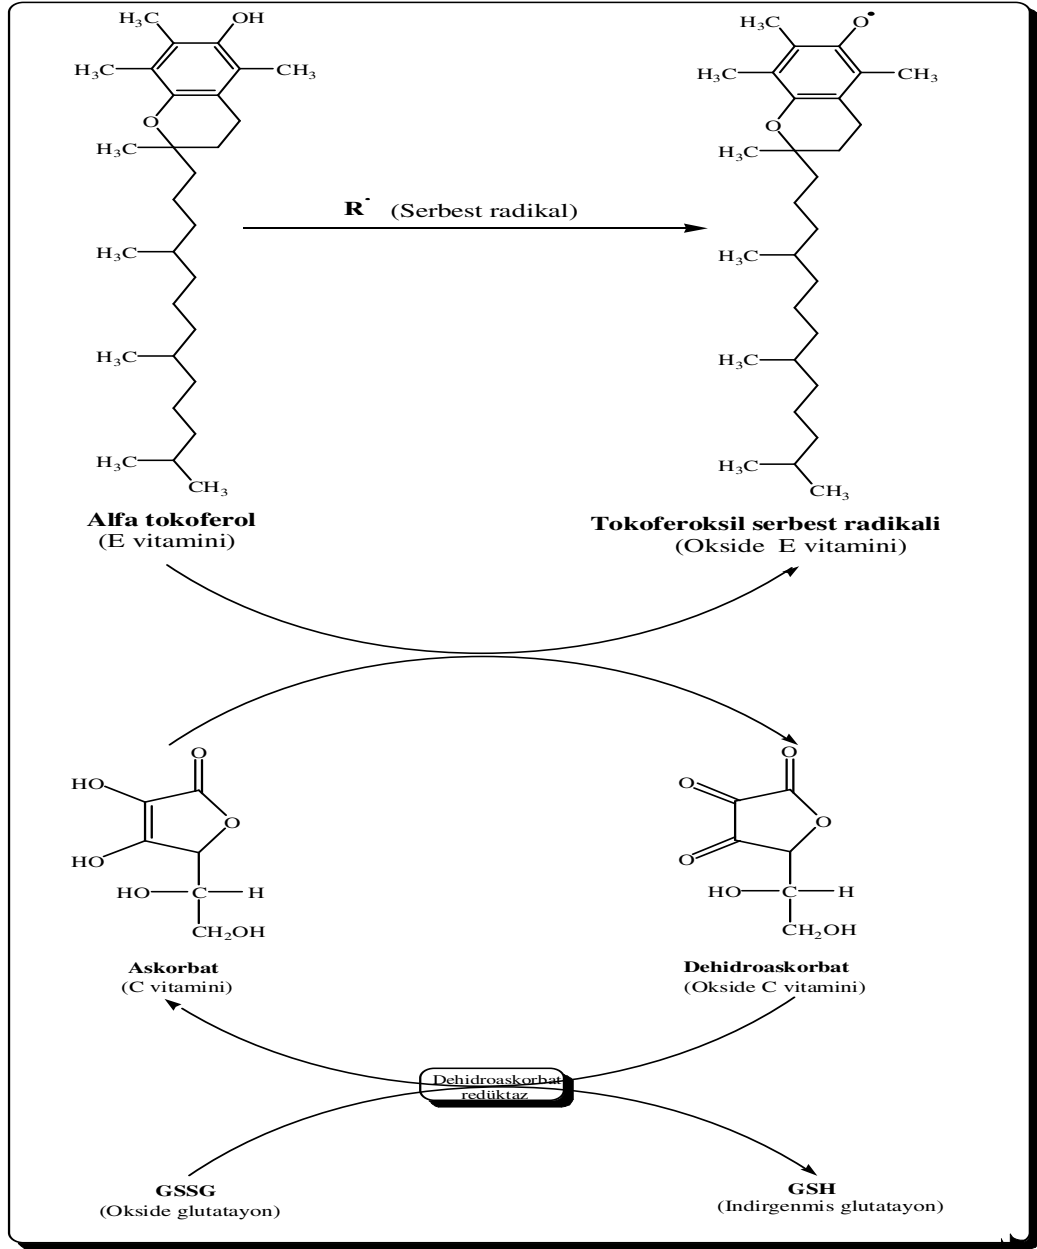 H₃C OH H₃C O•
H₃C CH₃ H₃C CH₃
O O
H₃C H₃C
R• (Serbest radikal)
H₃C H₃C
H₃C H₃C
H₃C H₃C
CH₃ CH₃
Alfa tokoferol Tokoferoksil serbest radikali
(E vitamini) (Okside E vitamini)
O O
HO O
O O
HO O
HO C H HO C H
CH₂OH CH₂OH
Askorbat Dehidroaskorbat
(C vitamini) (Okside C vitamini)
Dehidroaskorbat
redüktaz
GSSG GSH
(Okside glutatayon) (Indirgenmis glutatayon)